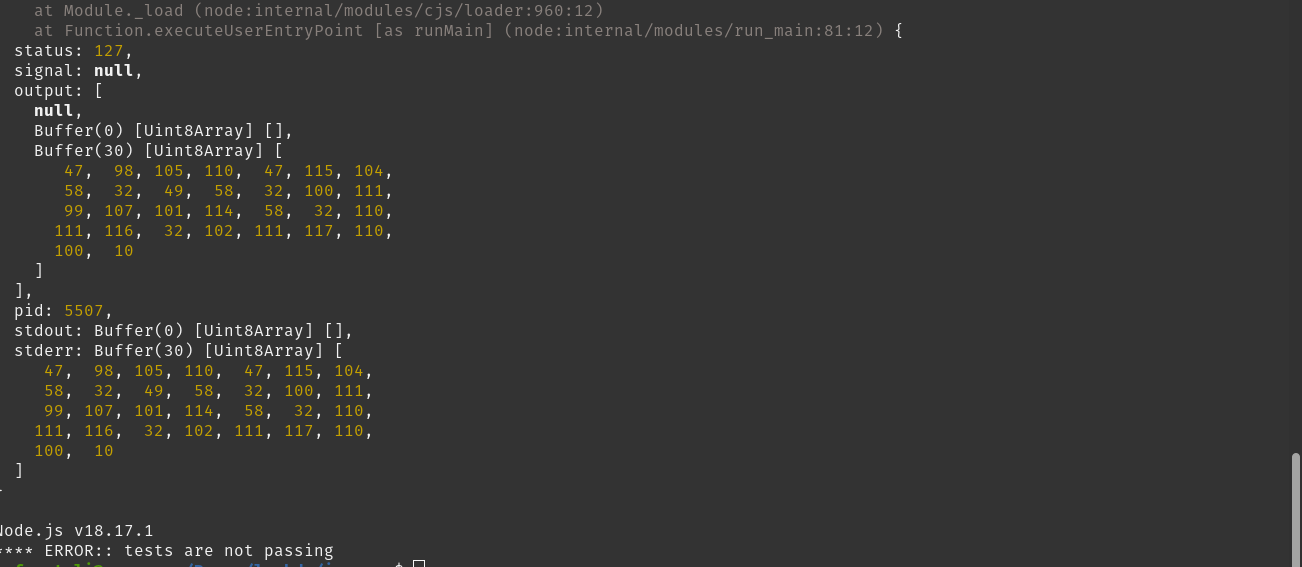 at Module._load (node:internal/modules/cjs/loader:960:12)
at Function.executeUserEntryPoint [as runMain] (node:internal/modules/run_main:81:12) {
status: 127,
signal: null,
output: [
null,
Buffer(0) [Uint8Array] [],
Buffer(30) [Uint8Array] [
47, 98, 105, 110, 47, 115, 104,
58, 32, 49, 58, 32, 100, 111,
99, 107, 101, 114, 58, 32, 110,
111, 116, 32, 102, 111, 117, 110,
100, 10
]
],
pid: 5507,
stdout: Buffer(0) [Uint8Array] [],
stderr: Buffer(30) [Uint8Array] [
47, 98, 105, 110, 47, 115, 104,
58, 32, 49, 58, 32, 100, 111,
99, 107, 101, 114, 58, 32, 110,
111, 116, 32, 102, 111, 117, 110,
100, 10
]
}
Node.js v18.17.1
**** ERROR:: tests are not passing